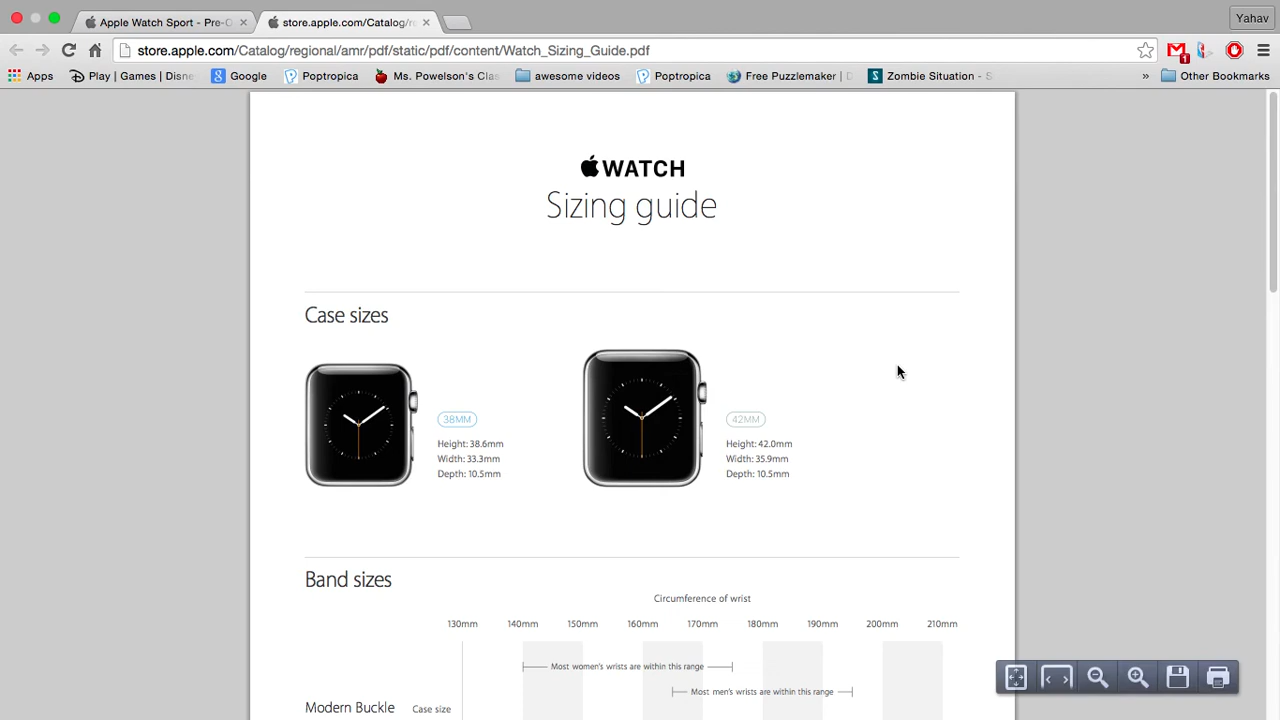 Apple Watch Sport - Pre-O
store.apple.com/Catalog/re
Yahav
store.apple.com/Catalog/regional/amr/pdf/static/pdf/content/Watch_Sizing_Guide.pdf
1
Apps
Play | Games | Disne
Google
Poptropica
Ms. Powelson's Clas
awesome videos
Poptropica
Free Puzzlemaker | D
Zombie Situation - S
»
Other Bookmarks
WATCH
Sizing guide
Case sizes
38MM
Height: 38.6mm
Width: 33.3mm
Depth: 10.5mm
42MM
Height: 42.0mm
Width: 35.9mm
Depth: 10.5mm
Band sizes
Circumference of wrist
130mm 140mm 150mm 160mm 170mm 180mm 190mm 200mm 210mm
Most women's wrists are within this range
Most men's wrists are within this range
Modern Buckle Case size